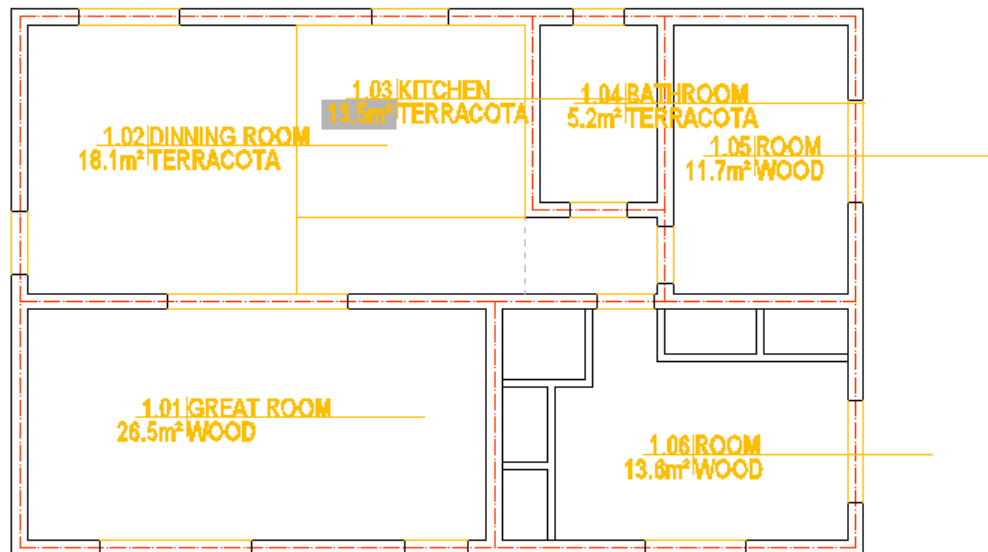 1.03 KITCHEN
13.5m² TERRACOTA
1.04 BATHROOM
5.2m² TERRACOTA
1.02 DINNING ROOM
18.1m² TERRACOTA
1.05 ROOM
11.7m² WOOD
1.01 GREAT ROOM
26.5m² WOOD
1.06 ROOM
13.6m² WOOD